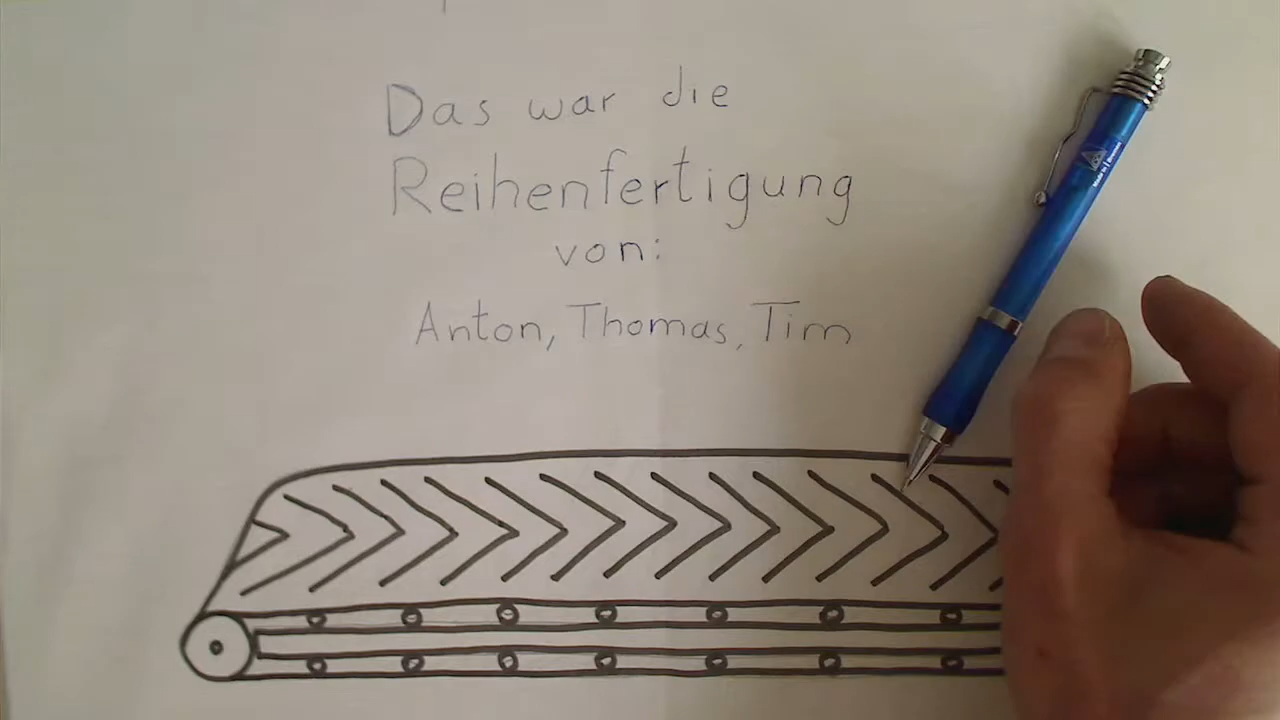 Das war die
Reihenfertigung
von:
Anton, Thomas, Tim